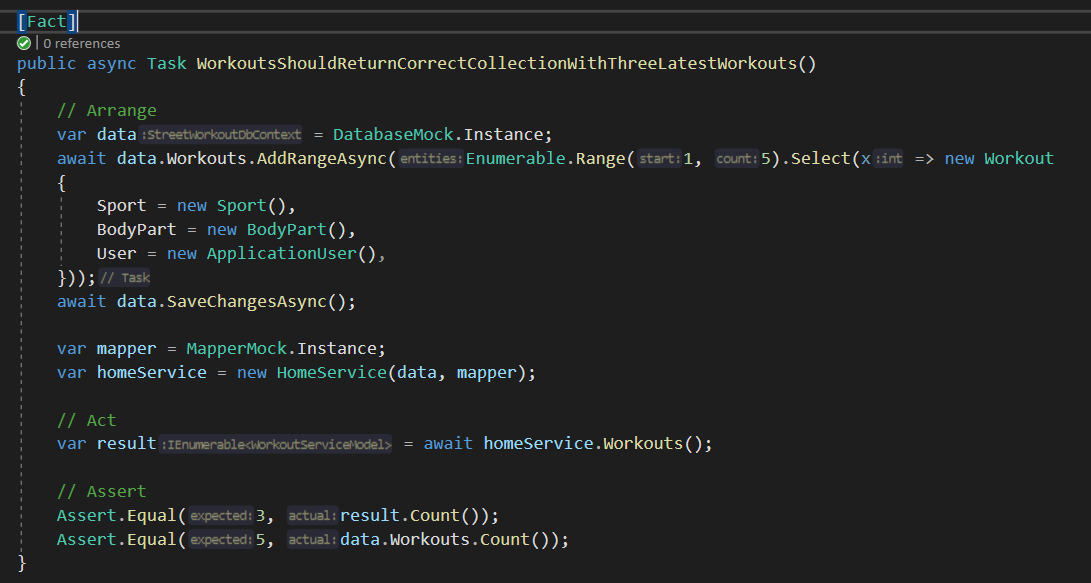 [Fact]
0 references
public async Task WorkoutsShouldReturnCorrectCollectionWithThreeLatestWorkouts()
{
    // Arrange
    var data :StreetWorkoutDbContext = DatabaseMock.Instance;
    await data.Workouts.AddRangeAsync( entities: Enumerable.Range( start: 1, count: 5).Select(x :int => new Workout
    {
        Sport = new Sport(),
        BodyPart = new BodyPart(),
        User = new ApplicationUser(),
    })); // Task
    await data.SaveChangesAsync();

    var mapper = MapperMock.Instance;
    var homeService = new HomeService(data, mapper);

    // Act
    var result :IEnumerable<WorkoutServiceModel> = await homeService.Workouts();

    // Assert
    Assert.Equal( expected: 3, actual: result.Count());
    Assert.Equal( expected: 5, actual: data.Workouts.Count());
}